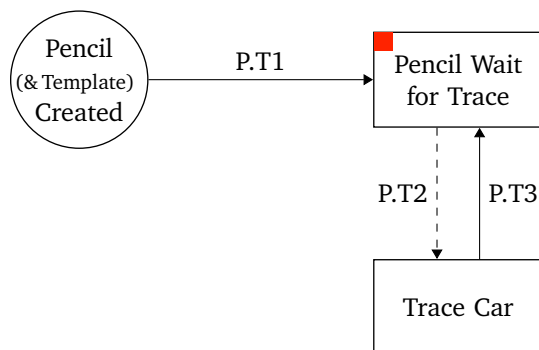 Pencil
(& Template)
Created
P.T1
Pencil Wait
for Trace
P.T2
P.T3
Trace Car